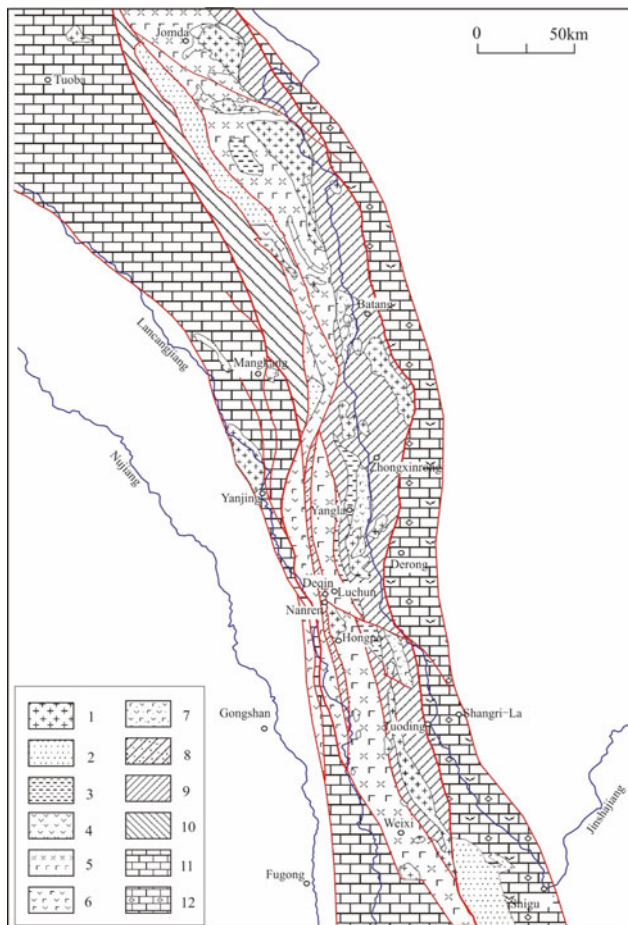 Jomda
0 50km
Tuoba
Batang
Lancangjiang
Mangkang
Nujiang
Zhongxinrong
Yanjing
Yangla
Derong
Deqin
Luchun
Nanren
Hongpo
Gongshan
Shangri-La
Tuoding
Jinshajiang
Weixi
Fugong
Shigu
1 7
2 8
3 9
4 10
5 11
6 12